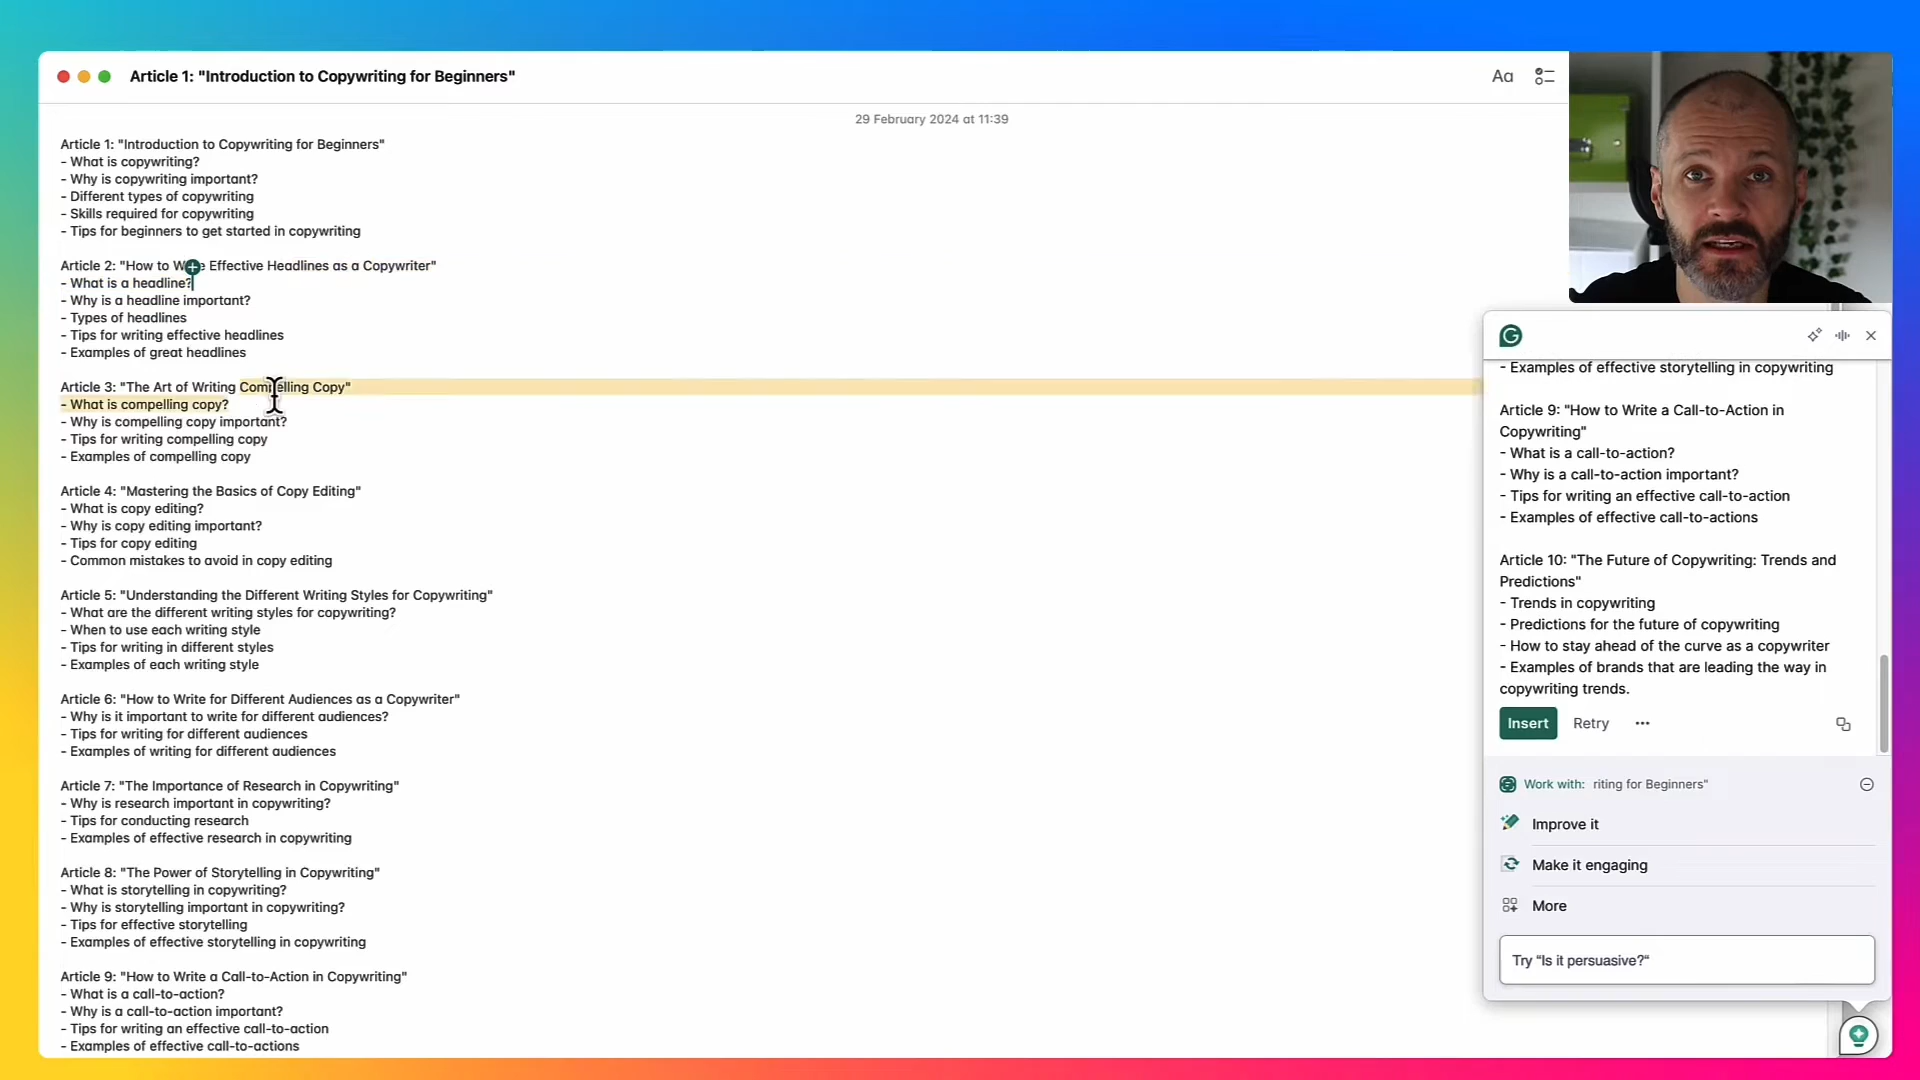 Article 1: "Introduction to Copywriting for Beginners"
Aa
29 February 2024 at 11:39
Article 1: "Introduction to Copywriting for Beginners"
- What is copywriting?
- Why is copywriting important?
- Different types of copywriting
- Skills required for copywriting
- Tips for beginners to get started in copywriting
Article 2: "How to W e Effective Headlines as a Copywriter"
- What is a headline?
- Why is a headline important?
- Types of headlines
- Tips for writing effective headlines
- Examples of great headlines
Article 3: "The Art of Writing Compelling Copy"
- What is compelling copy?
- Why is compelling copy important?
- Tips for writing compelling copy
- Examples of compelling copy
Article 4: "Mastering the Basics of Copy Editing"
- What is copy editing?
- Why is copy editing important?
- Tips for copy editing
- Common mistakes to avoid in copy editing
Article 5: "Understanding the Different Writing Styles for Copywriting"
- What are the different writing styles for copywriting?
- When to use each writing style
- Tips for writing in different styles
- Examples of each writing style
Article 6: "How to Write for Different Audiences as a Copywriter"
- Why is it important to write for different audiences?
- Tips for writing for different audiences
- Examples of writing for different audiences
Article 7: "The Importance of Research in Copywriting"
- Why is research important in copywriting?
- Tips for conducting research
- Examples of effective research in copywriting
Article 8: "The Power of Storytelling in Copywriting"
- What is storytelling in copywriting?
- Why is storytelling important in copywriting?
- Tips for effective storytelling
- Examples of effective storytelling in copywriting
Article 9: "How to Write a Call-to-Action in Copywriting"
- What is a call-to-action?
- Why is a call-to-action important?
- Tips for writing an effective call-to-action
- Examples of effective call-to-actions
- Examples of effective storytelling in copywriting
Article 9: "How to Write a Call-to-Action in
Copywriting"
- What is a call-to-action?
- Why is a call-to-action important?
- Tips for writing an effective call-to-action
- Examples of effective call-to-actions
Article 10: "The Future of Copywriting: Trends and
Predictions"
- Trends in copywriting
- Predictions for the future of copywriting
- How to stay ahead of the curve as a copywriter
- Examples of brands that are leading the way in
copywriting trends.
Insert Retry
Work with: riting for Beginners"
Improve it
Make it engaging
More
Try "Is it persuasive?"